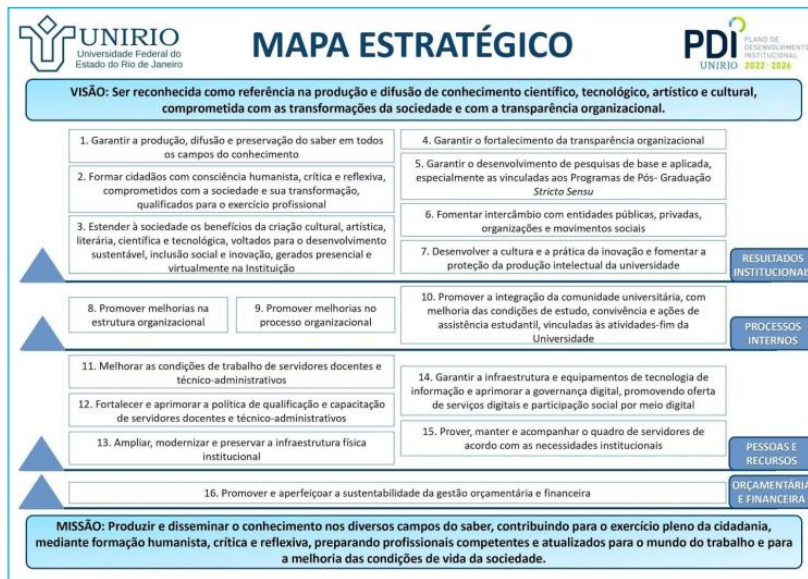 UNIRIO
Universidade Federal do
Estado do Rio de Janeiro
MAPA ESTRATÉGICO
PDI
UNIRIO
PLANO DE
DESENVOLVIMENTO
INSTITUCIONAL
2022-2026
VISÃO: Ser reconhecida como referência na produção e difusão de conhecimento científico, tecnológico, artístico e cultural,
comprometida com as transformações da sociedade e com a transparência organizacional.
1. Garantir a produção, difusão e preservação do saber em todos
os campos do conhecimento
2. Formar cidadãos com consciência humanista, crítica e reflexiva,
comprometidos com a sociedade e sua transformação,
qualificados para o exercício profissional
3. Estender à sociedade os benefícios da criação cultural, artística,
literária, científica e tecnológica, voltados para o desenvolvimento
sustentável, inclusão social e inovação, gerados presencial e
virtualmente na Instituição
4. Garantir o fortalecimento da transparência organizacional
5. Garantir o desenvolvimento de pesquisas de base e aplicada,
especialmente as vinculadas aos Programas de Pós- Graduação
Stricto Sensu
6. Fomentar intercâmbio com entidades públicas, privadas,
organizações e movimentos sociais
7. Desenvolver a cultura e a prática da inovação e fomentar a
proteção da produção intelectual da universidade
RESULTADOS
INSTITUCIONAIS
8. Promover melhorias na
estrutura organizacional
9. Promover melhorias no
processo organizacional
10. Promover a integração da comunidade universitária, com
melhoria das condições de estudo, convivência e ações de
assistência estudantil, vinculadas às atividades-fim da
Universidade
PROCESSOS
INTERNOS
11. Melhorar as condições de trabalho de servidores docentes e
técnico-administrativos
12. Fortalecer e aprimorar a política de qualificação e capacitação
de servidores docentes e técnico-administrativos
13. Ampliar, modernizar e preservar a infraestrutura física
institucional
14. Garantir a infraestrutura e equipamentos de tecnologia de
informação e aprimorar a governança digital, promovendo oferta
de serviços digitais e participação social por meio digital
15. Prover, manter e acompanhar o quadro de servidores de
acordo com as necessidades institucionais
PESSOAS E
RECURSOS
16. Promover e aperfeiçoar a sustentabilidade da gestão orçamentária e financeira
ORÇAMENTÁRIA
E FINANCEIRA
MISSÃO: Produzir e disseminar o conhecimento nos diversos campos do saber, contribuindo para o exercício pleno da cidadania,
mediante formação humanista, crítica e reflexiva, preparando profissionais competentes e atualizados para o mundo do trabalho e para
a melhoria das condições de vida da sociedade.